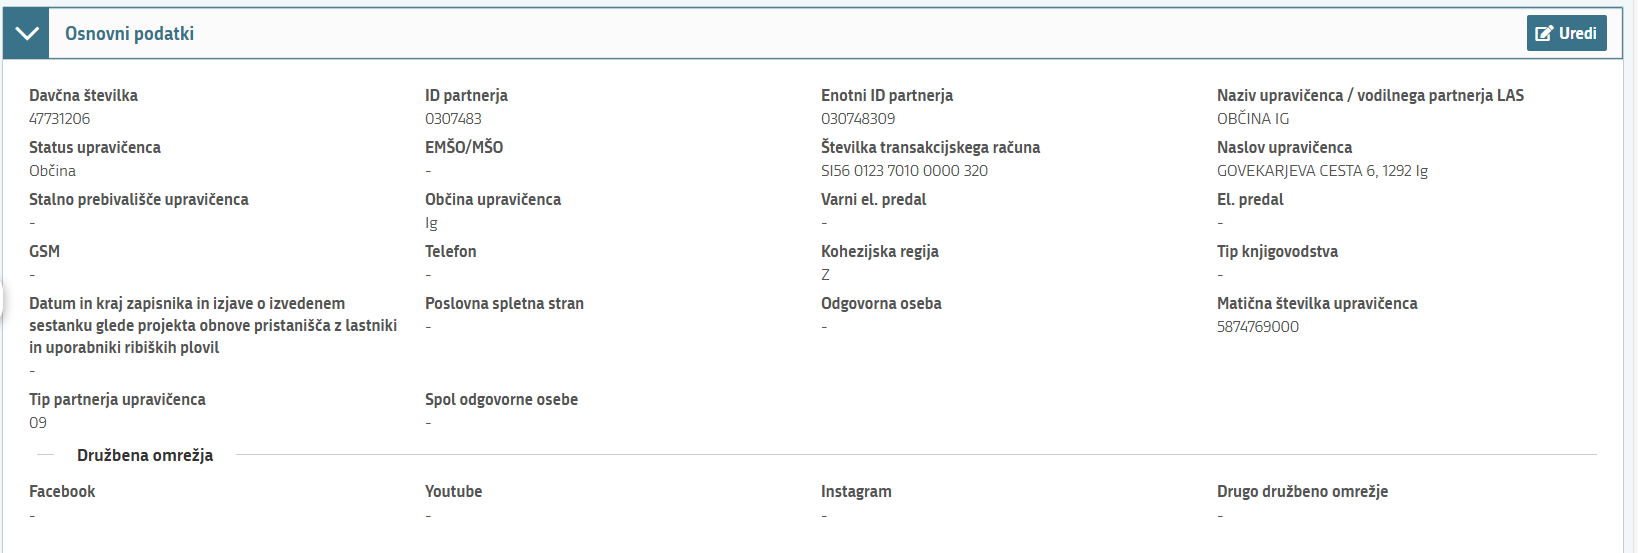 Osnovni podatki
Uredi
Davčna številka
47731206
ID partnerja
0307483
Enotni ID partnerja
030748309
Naziv upravičenca / vodilnega partnerja LAS
OBČINA IG
Status upravičenca
Občina
EMŠO/MŠO
-
Številka transakcijskega računa
SI56 0123 7010 0000 320
Naslov upravičenca
GOVEKARJEVA CESTA 6, 1292 Ig
Stalno prebivališče upravičenca
-
Občina upravičenca
Ig
Varni el. predal
-
El. predal
-
GSM
-
Telefon
-
Kohezijska regija
Z
Tip knjigovodstva
-
Datum in kraj zapisnika in izjave o izvedenem
sestanku glede projekta obnove pristanišča z lastniki
in uporabniki ribiških plovil
-
Poslovna spletna stran
-
Odgovorna oseba
-
Matična številka upravičenca
5874769000
Tip partnerja upravičenca
09
Spol odgovorne osebe
-
Družbena omrežja
Facebook
-
Youtube
-
Instagram
-
Drugo družbeno omrežje
-